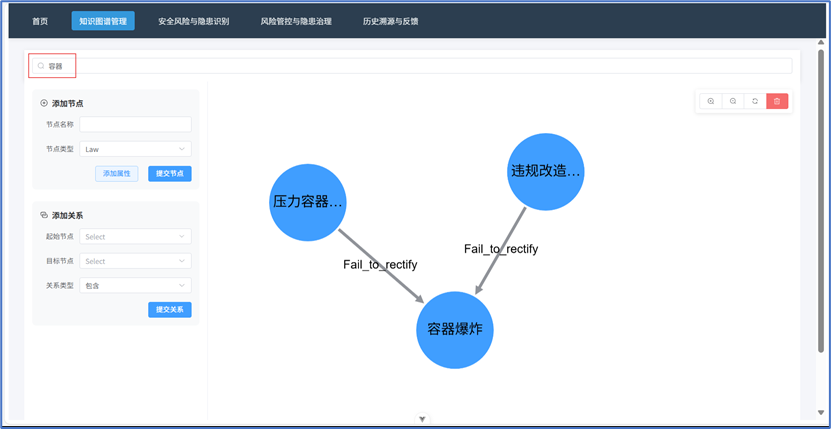 首页 知识图谱管理 安全风险与隐患识别 风险管控与隐患治理 历史溯源与反馈
容器
添加节点
节点名称
节点类型 Law
添加属性 提交节点
添加关系
起始节点 Select
目标节点 Select
关系类型 包含
提交关系
违规改造...
压力容器...
Fail_to_rectify
Fail_to_rectify
容器爆炸